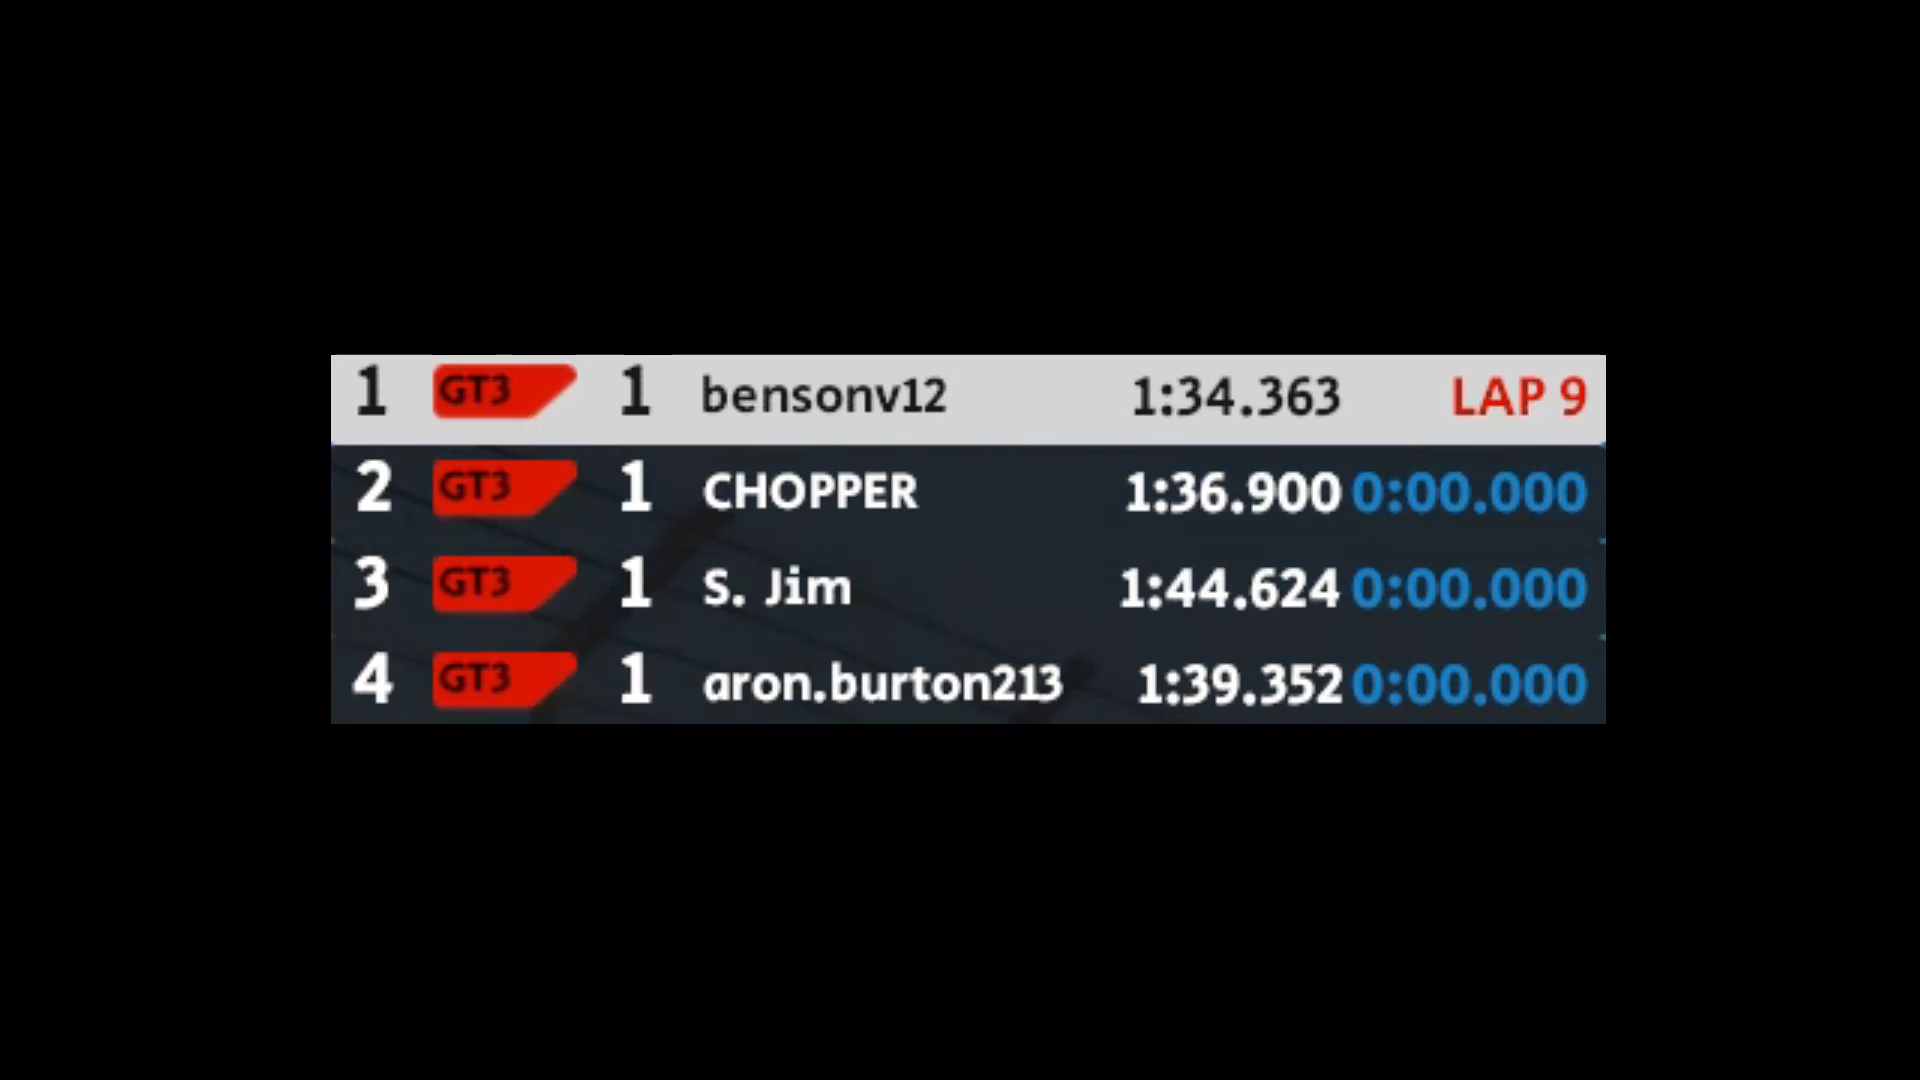 1 GT3 1 bensonv12 1:34.363 LAP 9
2 GT3 1 CHOPPER 1:36.900 0:00.000
3 GT3 1 S. Jim 1:44.624 0:00.000
4 GT3 1 aron.burton213 1:39.352 0:00.000